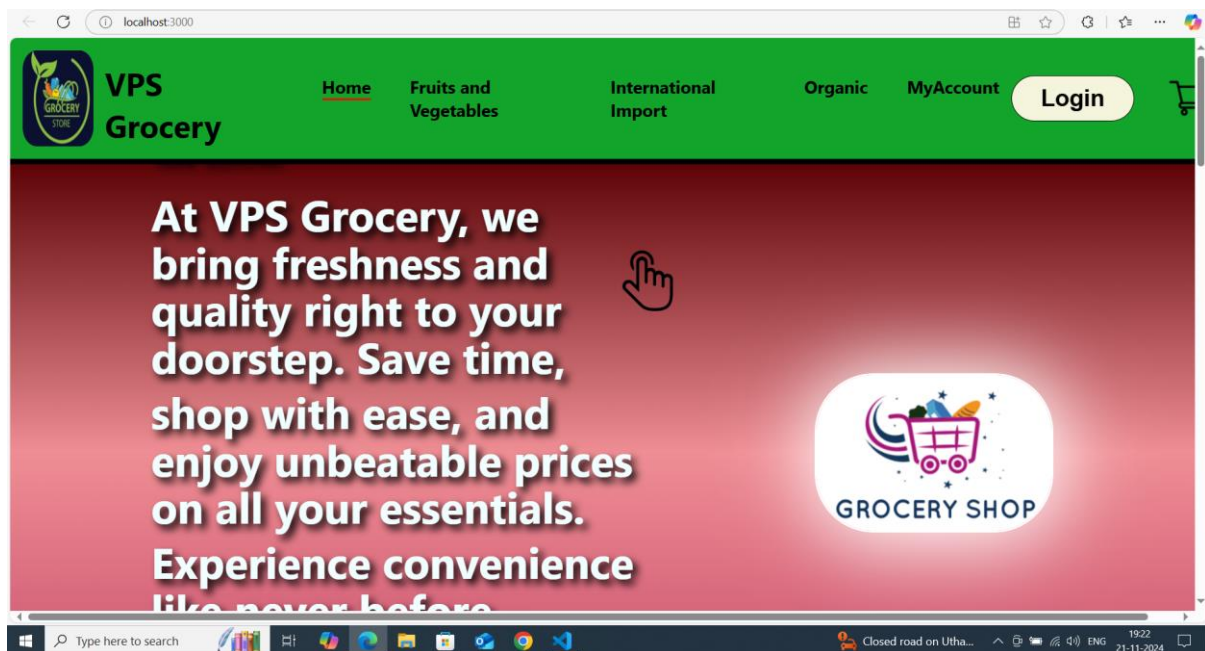 localhost:3000
GROCERY
STORE
VPS
Grocery
Home
Fruits and
Vegetables
International
Import
Organic
MyAccount
Login
At VPS Grocery, we
bring freshness and
quality right to your
doorstep. Save time,
shop with ease, and
enjoy unbeatable prices
on all your essentials.
Experience convenience
like never before
GROCERY SHOP
Type here to search
Closed road on Utha...
ENG
19:22
21-11-2024